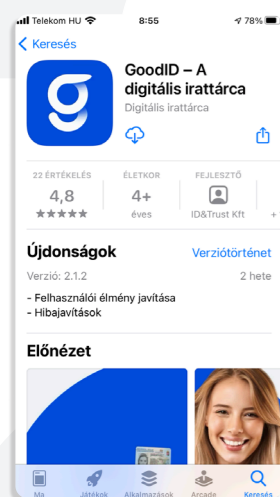 Telekom HU 8:55 78%
Keresés
GoodID – A
digitális irattárca
Digitális irattárca
22 ÉRTÉKELÉS ÉLETKOR FEJLESZTŐ
4,8 4+
★★★★★ éves ID&Trust Kft +
Újdonságok Verziótörténet
Verzió: 2.1.2 2 hete
- Felhasználói élmény javítása
- Hibajavítások
Előnézet
Ma Játékok Alkalmazások Arcade Keresés